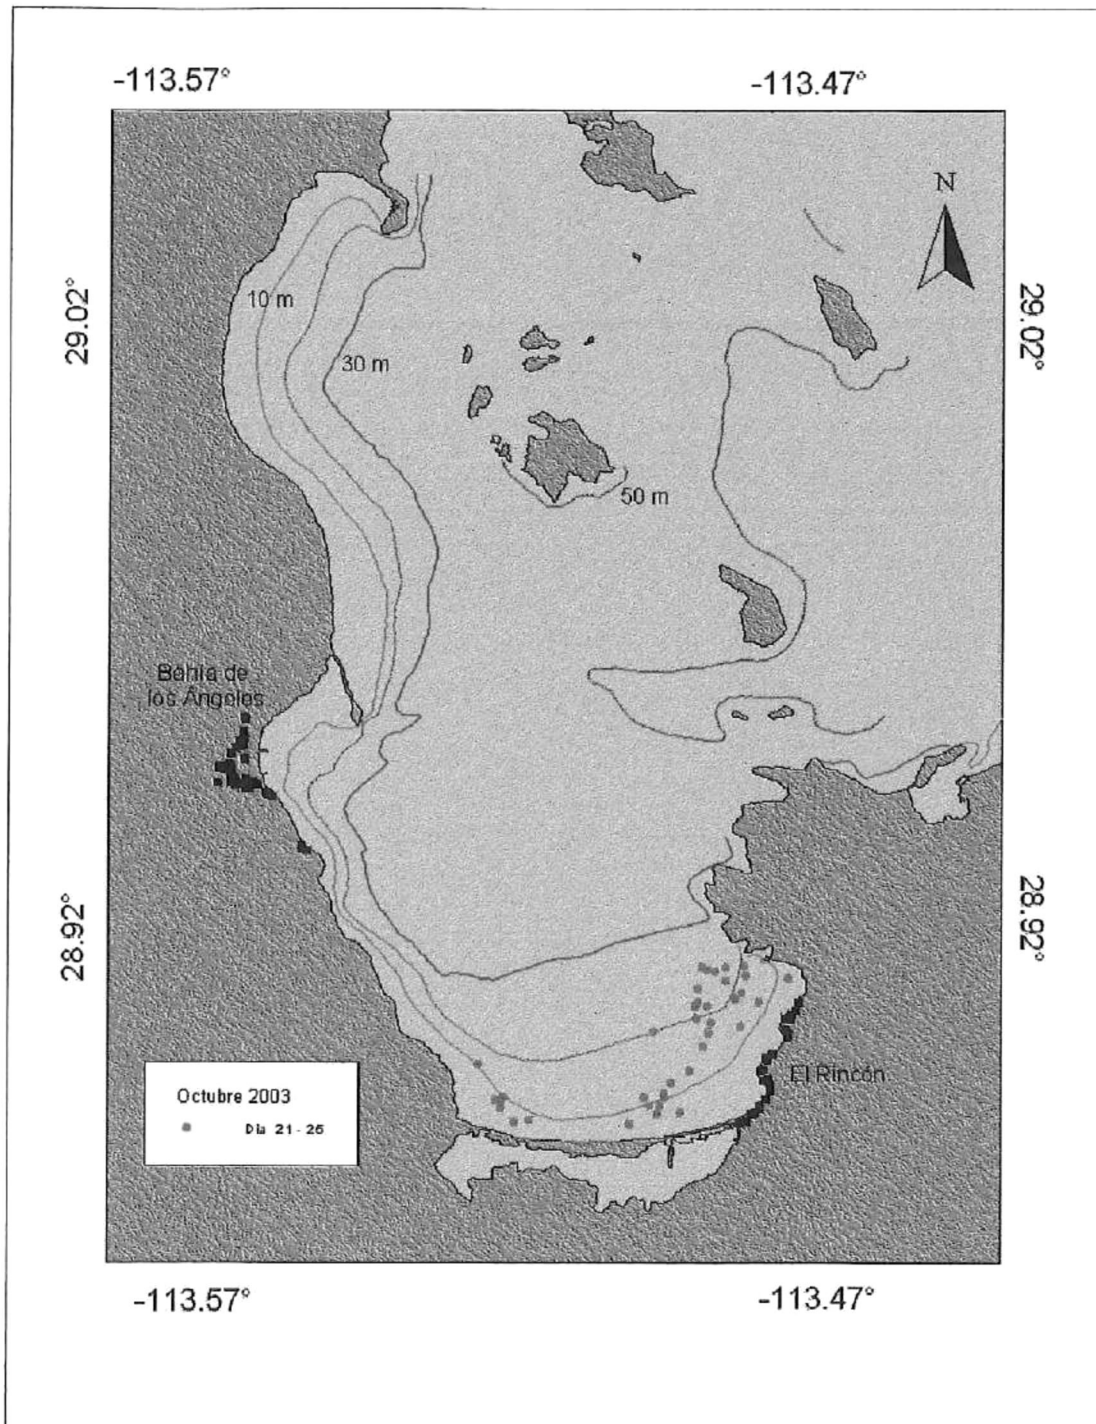 -113.57° -113.47°
N
29.02°
29.02°
10 m
30 m
50 m
Bahía de
los Ángeles
28.92°
28.92°
El Rincón
Octubre 2003
Día 21 - 25
-113.57° -113.47°